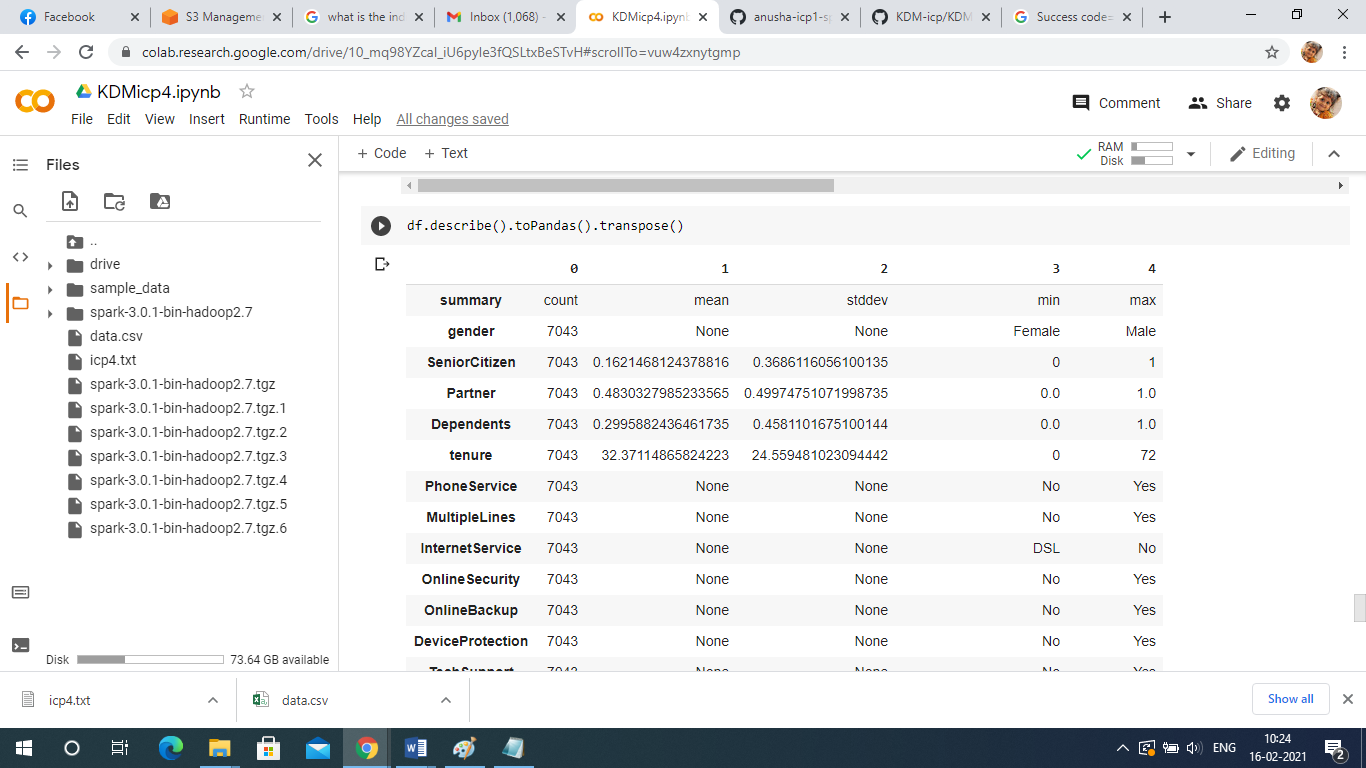 Facebook
S3 Manageme
what is the ind
Inbox (1,068) -
KDMicp4.ipynb
anusha-icp1-sp
KDM-icp/KDM
Success code=
colab.research.google.com/drive/10_mq98YZcal_iU6pyIe3fQSLtxBeSTvH#scrollTo=vuw4zxnytgmp
KDMicp4.ipynb
File Edit View Insert Runtime Tools Help All changes saved
Comment
Share
Files
+ Code + Text
RAM
Disk
Editing
..
drive
sample_data
spark-3.0.1-bin-hadoop2.7
data.csv
icp4.txt
spark-3.0.1-bin-hadoop2.7.tgz
spark-3.0.1-bin-hadoop2.7.tgz.1
spark-3.0.1-bin-hadoop2.7.tgz.2
spark-3.0.1-bin-hadoop2.7.tgz.3
spark-3.0.1-bin-hadoop2.7.tgz.4
spark-3.0.1-bin-hadoop2.7.tgz.5
spark-3.0.1-bin-hadoop2.7.tgz.6
Disk 73.64 GB available
df.describe().toPandas().transpose()
0 1 2 3 4
summary count mean stddev min max
gender 7043 None None Female Male
SeniorCitizen 7043 0.1621468124378816 0.3686116056100135 0 1
Partner 7043 0.4830327985233565 0.49974751071998735 0.0 1.0
Dependents 7043 0.2995882436461735 0.4581101675100144 0.0 1.0
tenure 7043 32.37114865824223 24.559481023094442 0 72
PhoneService 7043 None None No Yes
MultipleLines 7043 None None No Yes
InternetService 7043 None None DSL No
OnlineSecurity 7043 None None No Yes
OnlineBackup 7043 None None No Yes
DeviceProtection 7043 None None No Yes
TechSupport 7043 None None No Yes
icp4.txt
data.csv
Show all
ENG
10:24
16-02-2021
2